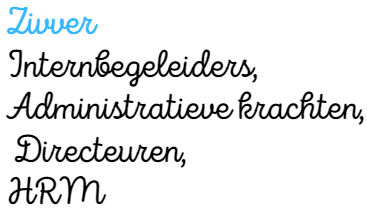 Zivver
Internbegeleiders,
Administratieve krachten,
Directeuren,
HRM